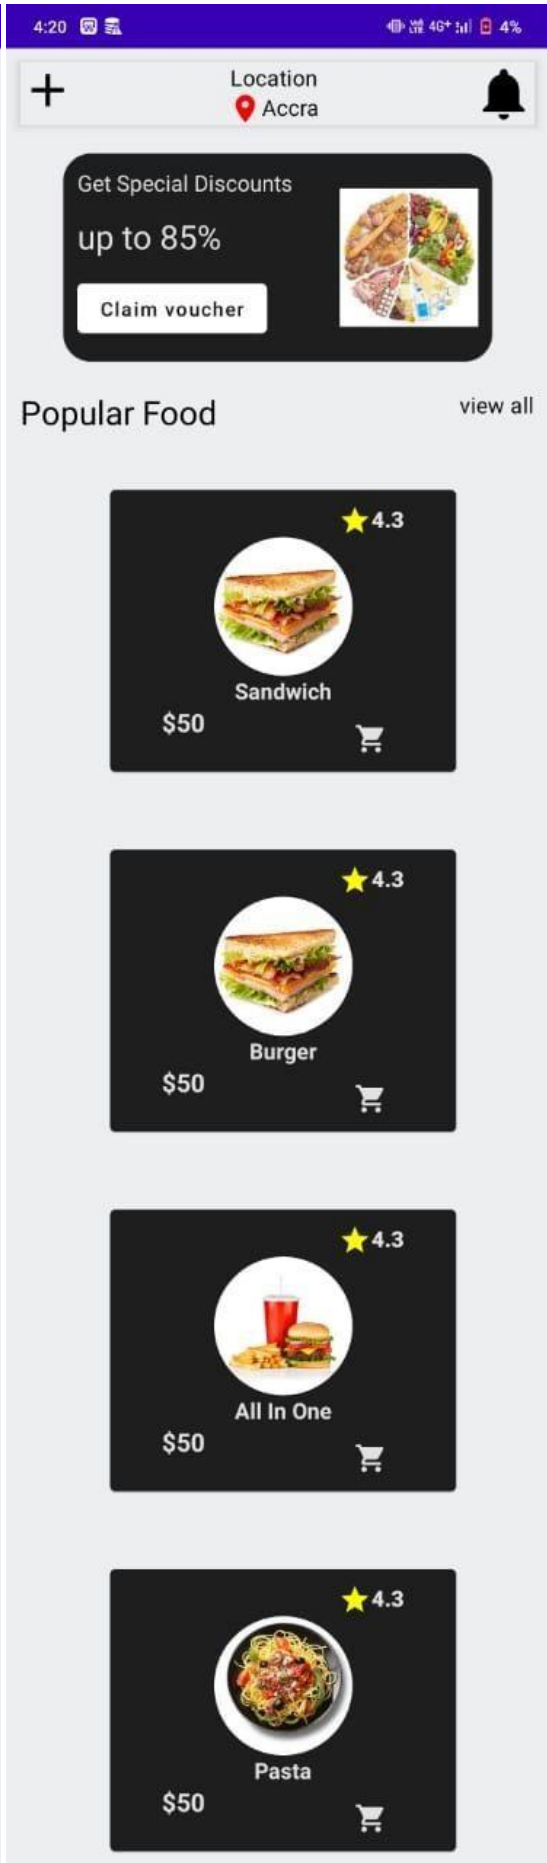 4:20 4G+ 4%
Location
Accra
Get Special Discounts
up to 85%
Claim voucher
Popular Food view all
4.3
Sandwich
$50
4.3
Burger
$50
4.3
All In One
$50
4.3
Pasta
$50